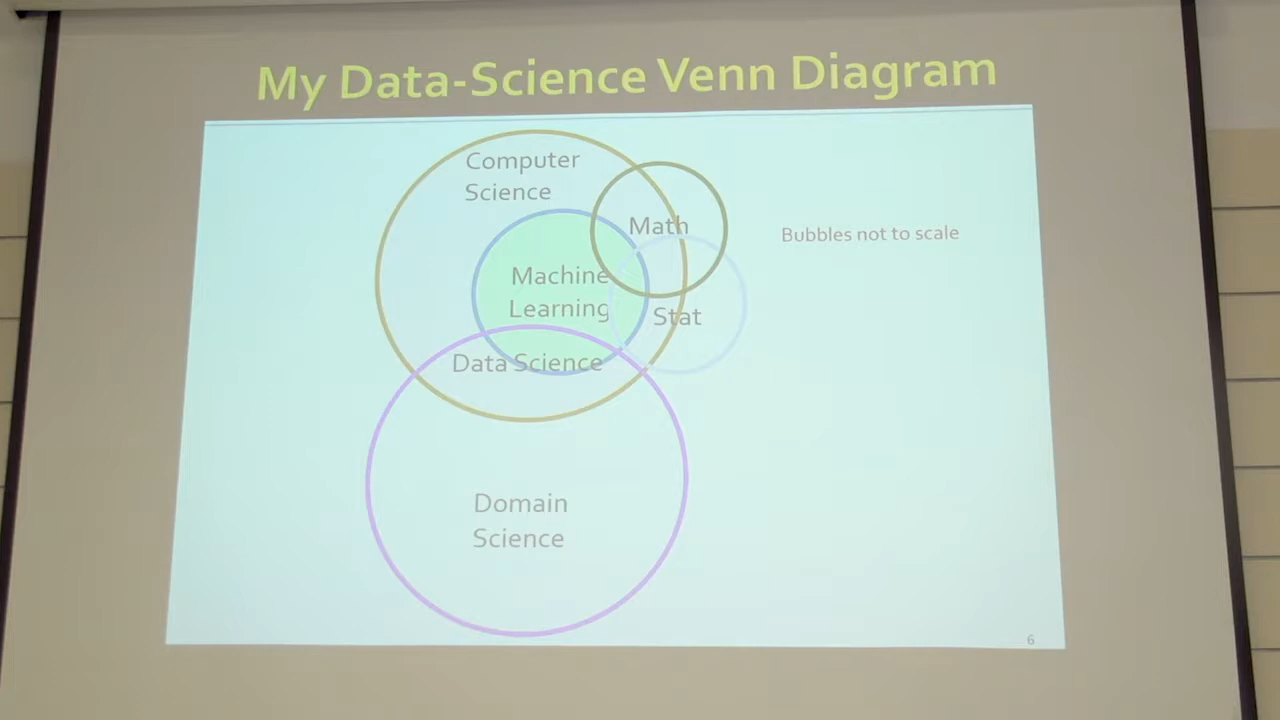 My Data-Science Venn Diagram
Computer
Science
Math
Bubbles not to scale
Machine
Learning
Stat
Data Science
Domain
Science
6